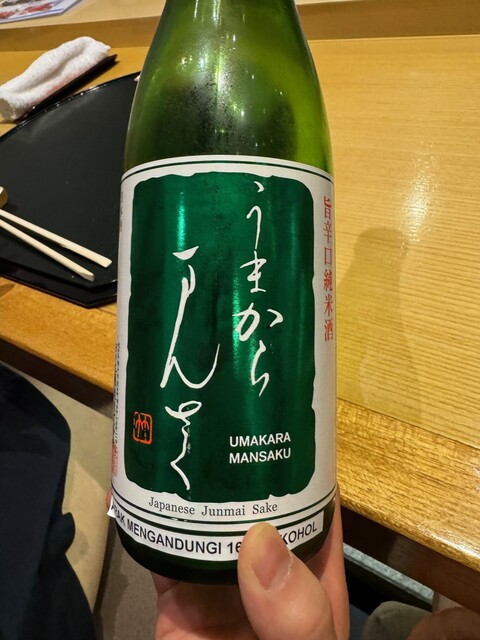 うまから
まんさく
旨辛口純米酒
UMAKARA
MANSAKU
Japanese Junmai Sake
ARAK MENGANDUNGI 16